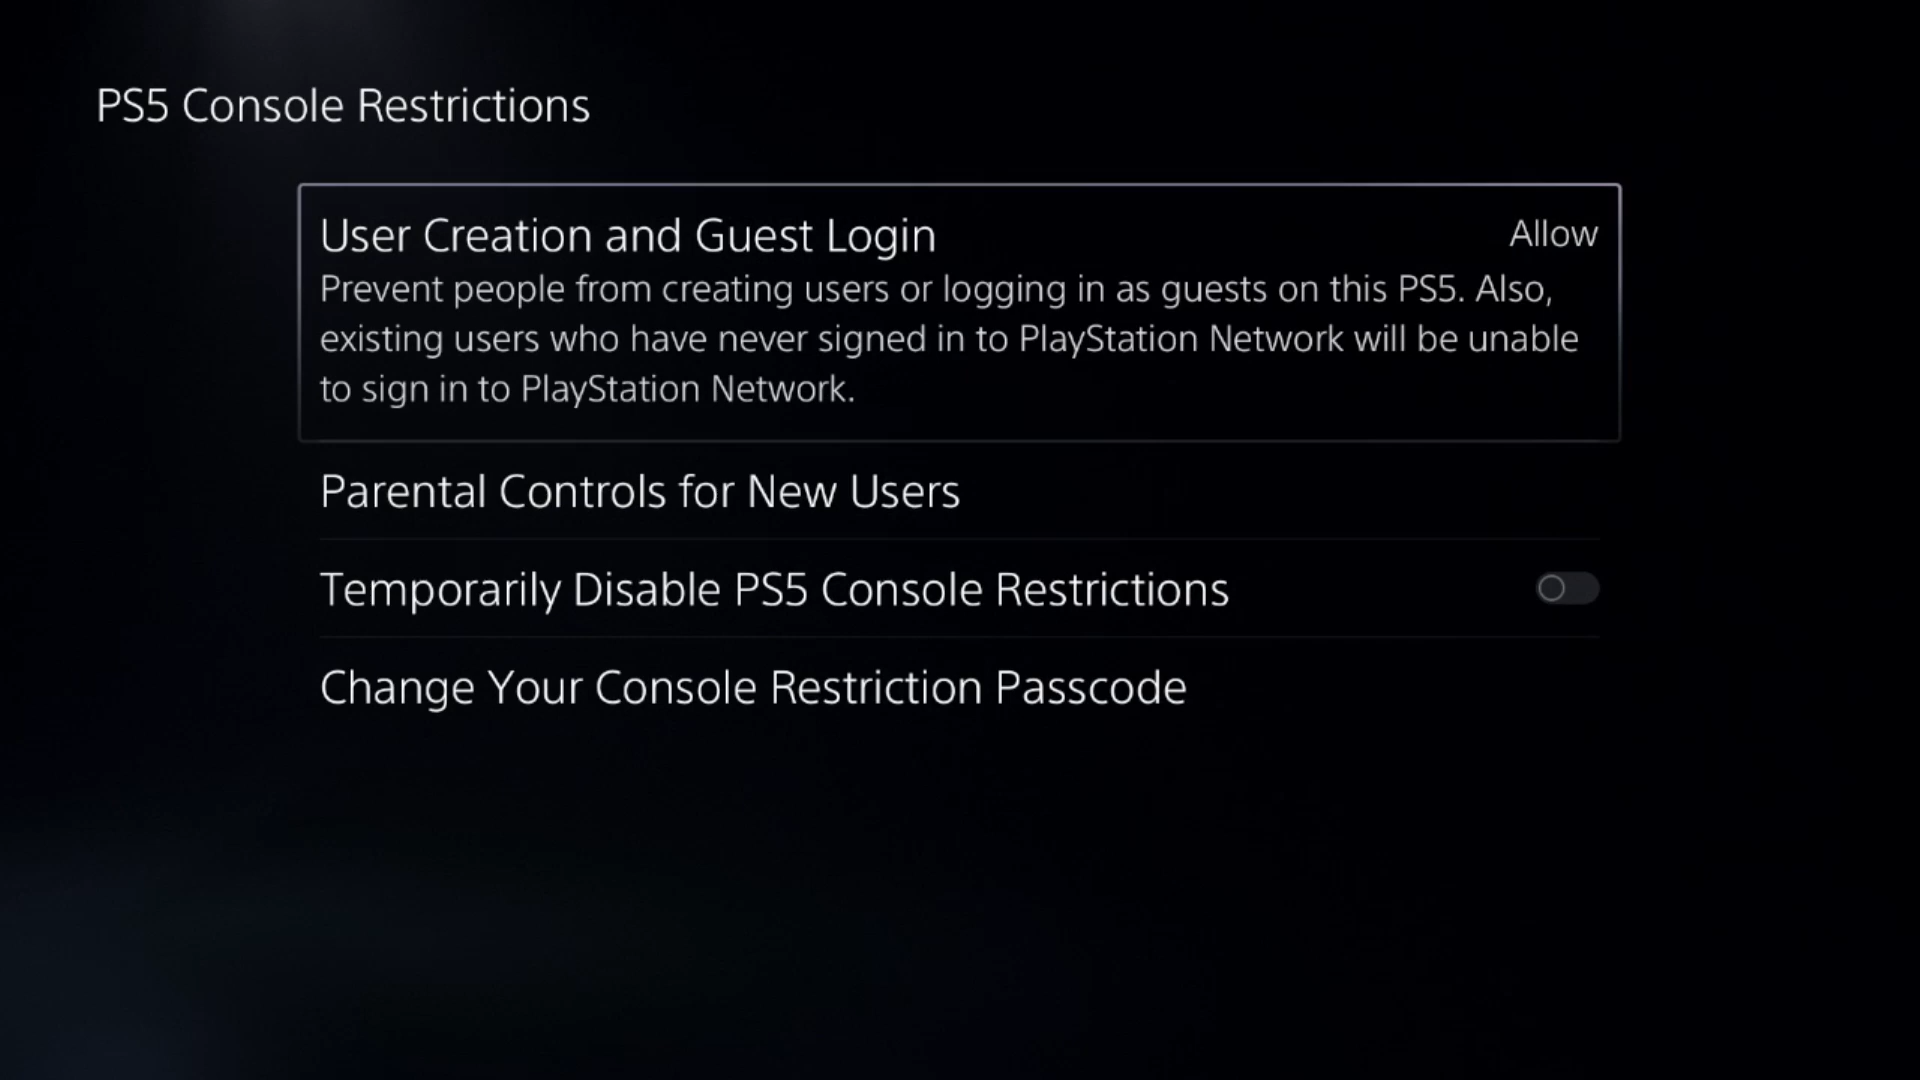 PS5 Console Restrictions
User Creation and Guest Login
Allow
Prevent people from creating users or logging in as guests on this PS5. Also,
existing users who have never signed in to PlayStation Network will be unable
to sign in to PlayStation Network.
Parental Controls for New Users
Temporarily Disable PS5 Console Restrictions
Change Your Console Restriction Passcode